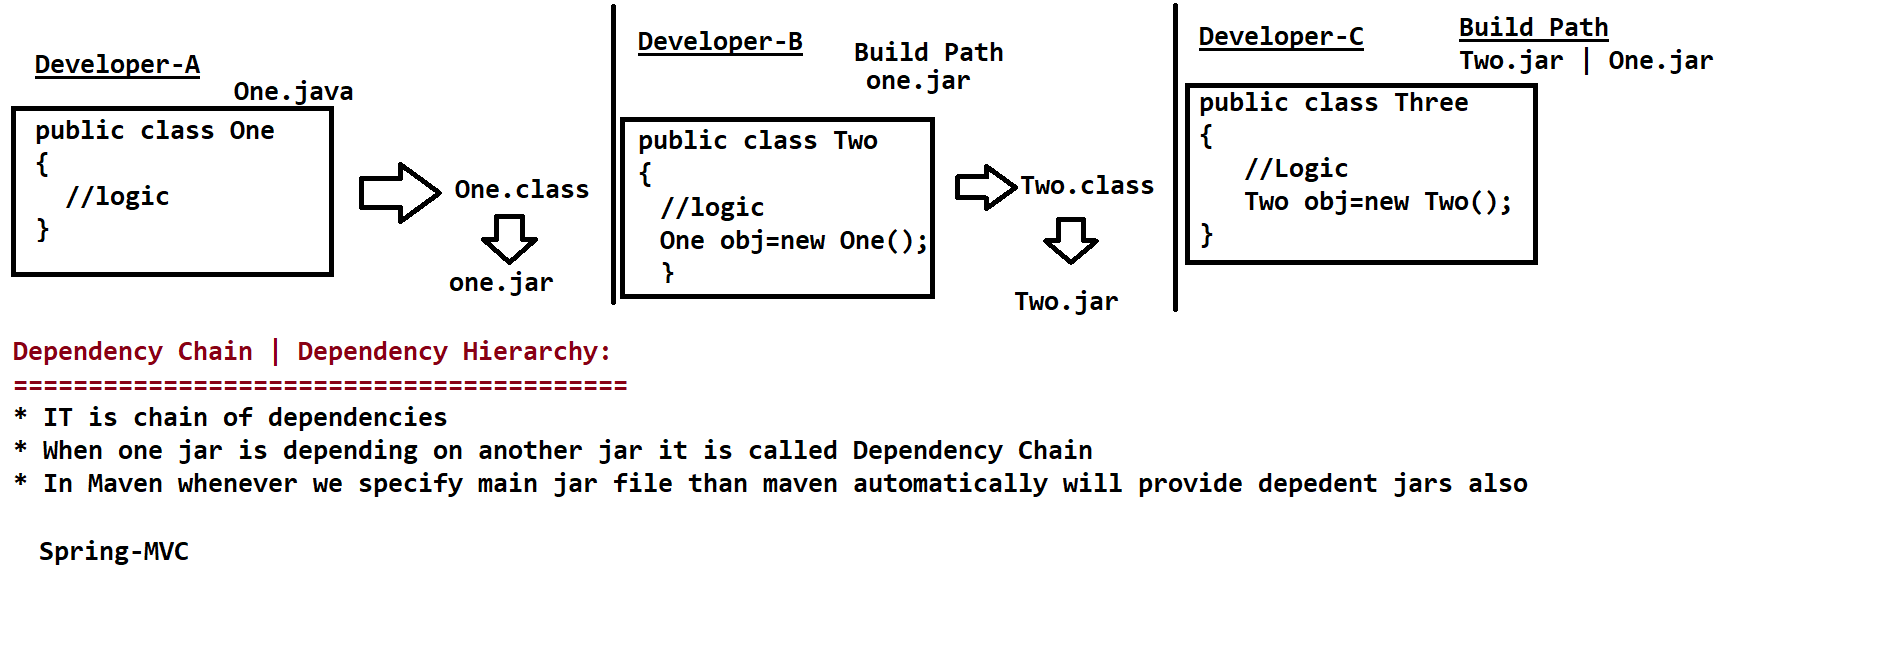 Developer-A
One.java
public class One
{
//logic
}
One.class
one.jar
Developer-B
Build Path
one.jar
public class Two
{
//logic
One obj=new One();
}
Two.class
Two.jar
Developer-C
Build Path
Two.jar | One.jar
public class Three
{
//Logic
Two obj=new Two();
}
Dependency Chain | Dependency Hierarchy:
=========================================
* IT is chain of dependencies
* When one jar is depending on another jar it is called Dependency Chain
* In Maven whenever we specify main jar file than maven automatically will provide depedent jars also
Spring-MVC